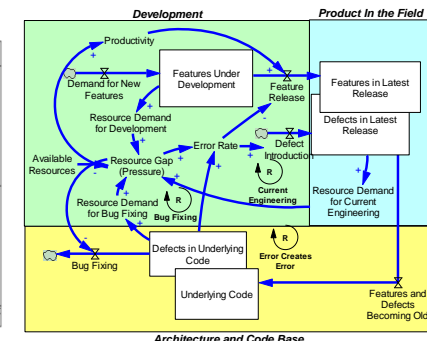 Development
Product In the Field
Productivity
Demand for New
Features
Features Under
Development
Feature
Release
Features in Latest
Release
Defects in Latest
Release
Resource Demand
for Development
Error Rate
Defect
Introduction
Available
Resources
Resource Gap
(Pressure)
Resource Demand
for Bug Fixing
R
Bug Fixing
R
Current
Engineering
Resource Demand
for Current
Engineering
R
Error Creates
Error
Bug Fixing
Defects in Underlying
Code
Underlying Code
Features and
Defects
Becoming Old
Architecture and Code Base